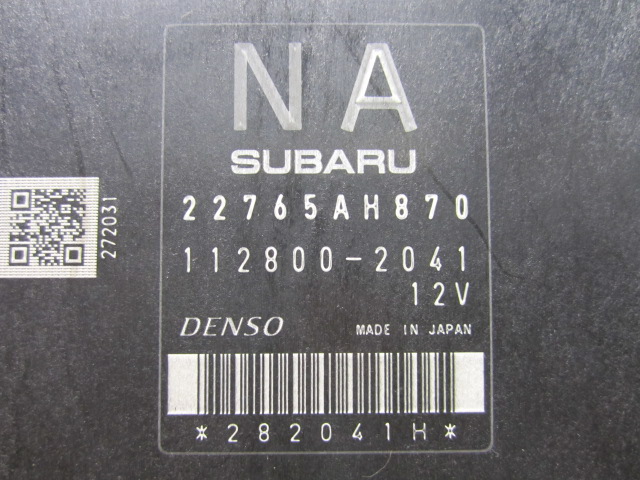 NA
SUBARU
22765AH870
112800-2041
12V
DENSO MADE IN JAPAN
*282041H*
272031